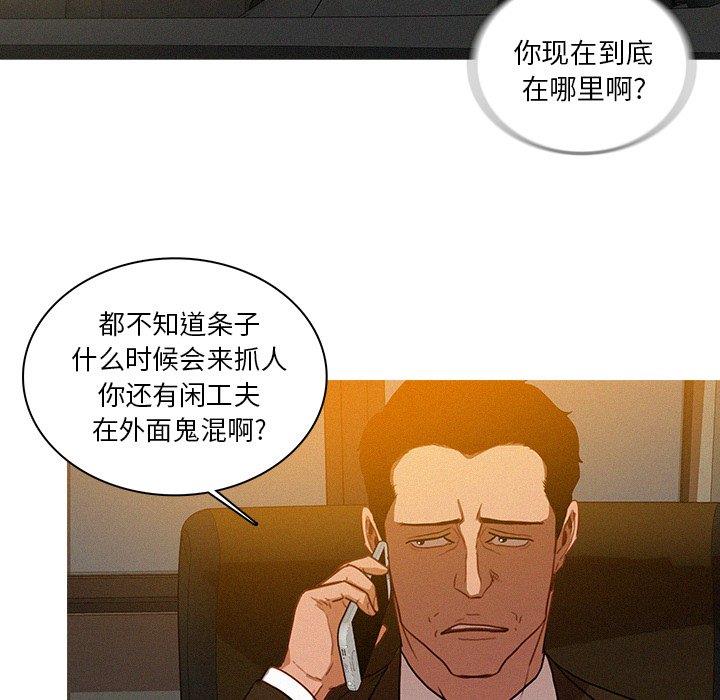 你现在到底
在哪里啊?
都不知道条子
什么时候会来抓人
你还有闲工夫
在外面鬼混啊?